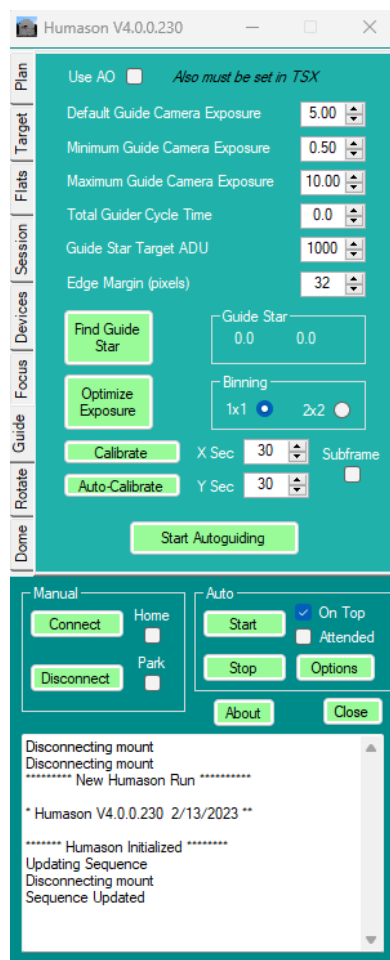 Humason V4.0.0.230
Plan
Target
Flats
Session
Devices
Focus
Guide
Rotate
Dome
Use AO Also must be set in TSX
Default Guide Camera Exposure 5.00
Minimum Guide Camera Exposure 0.50
Maximum Guide Camera Exposure 10.00
Total Guider Cycle Time 0.0
Guide Star Target ADU 1000
Edge Margin (pixels) 32
Find Guide
Star
Guide Star
0.0 0.0
Optimize
Exposure
Binning
1x1 2x2
Calibrate X Sec 30 Subframe
Auto-Calibrate Y Sec 30
Start Autoguiding
Manual
Connect Home
Disconnect Park
Auto
Start On Top
Attended
Stop Options
About Close
Disconnecting mount
Disconnecting mount
********* New Humason Run **********
* Humason V4.0.0.230 2/13/2023 **
******* Humason Initialized ********
Updating Sequence
Disconnecting mount
Sequence Updated